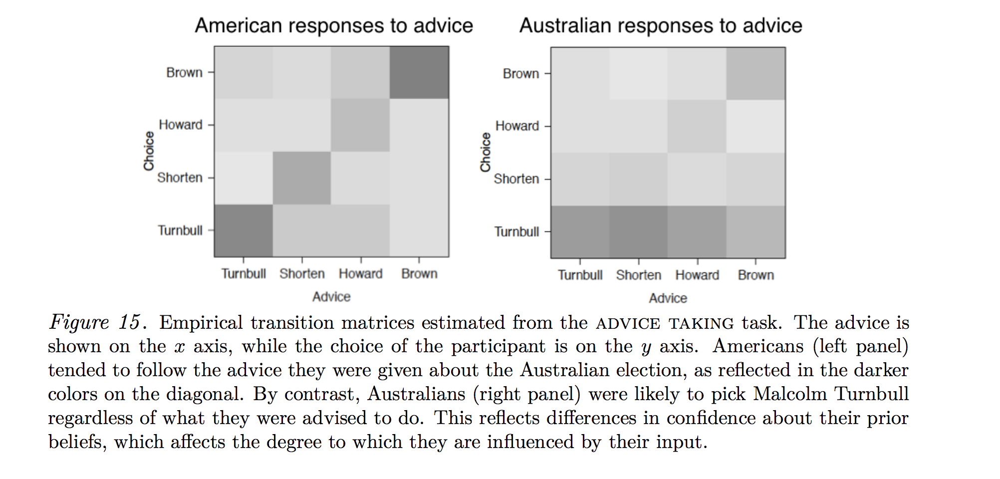 American responses to advice
Australian responses to advice
Choice
Brown
Howard
Shorten
Turnbull
Turnbull Shorten Howard Brown
Advice
Choice
Brown
Howard
Shorten
Turnbull
Turnbull Shorten Howard Brown
Advice
Figure 15. Empirical transition matrices estimated from the ADVICE TAKING task. The advice is
shown on the x axis, while the choice of the participant is on the y axis. Americans (left panel)
tended to follow the advice they were given about the Australian election, as reflected in the darker
colors on the diagonal. By contrast, Australians (right panel) were likely to pick Malcolm Turnbull
regardless of what they were advised to do. This reflects differences in confidence about their prior
beliefs, which affects the degree to which they are influenced by their input.